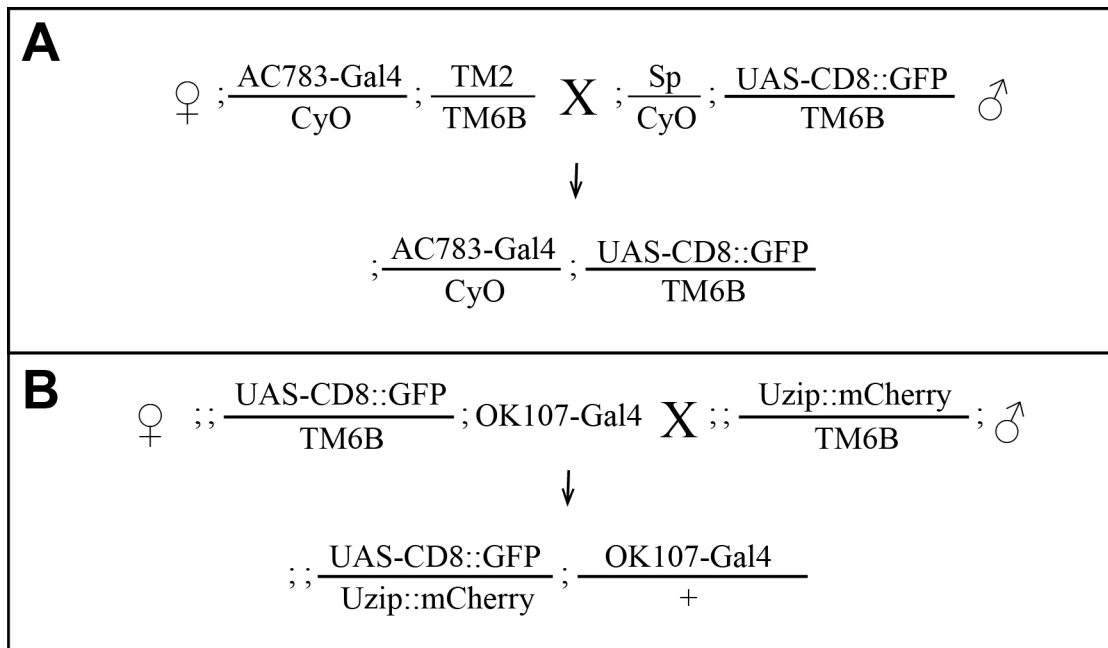 A
♀ ; AC783-Gal4 / CyO ; TM2 / TM6B X ; Sp / CyO ; UAS-CD8::GFP / TM6B ♂
; AC783-Gal4 / CyO ; UAS-CD8::GFP / TM6B
B
♀ ; ; UAS-CD8::GFP / TM6B ; OK107-Gal4 X ; ; Uzip::mCherry / TM6B ; ♂
; ; UAS-CD8::GFP / Uzip::mCherry ; OK107-Gal4 / +